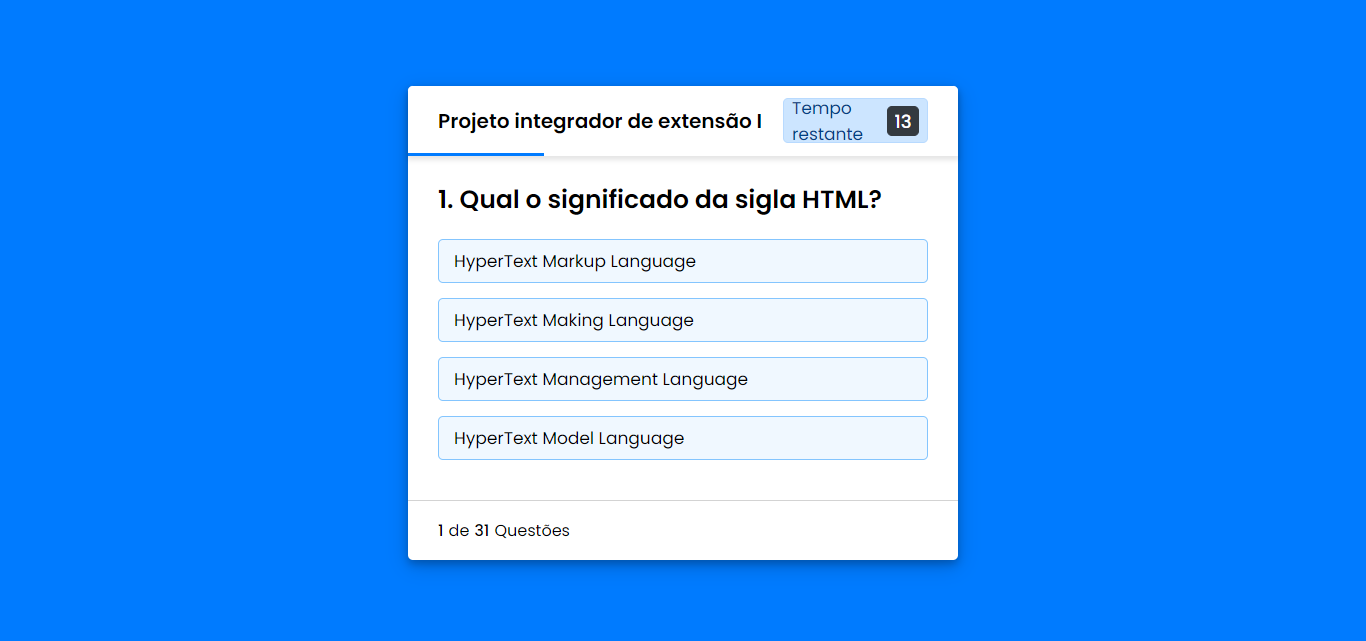 Projeto integrador de extensão I
Tempo
restante
13
1. Qual o significado da sigla HTML?
HyperText Markup Language
HyperText Making Language
HyperText Management Language
HyperText Model Language
1 de 31 Questões